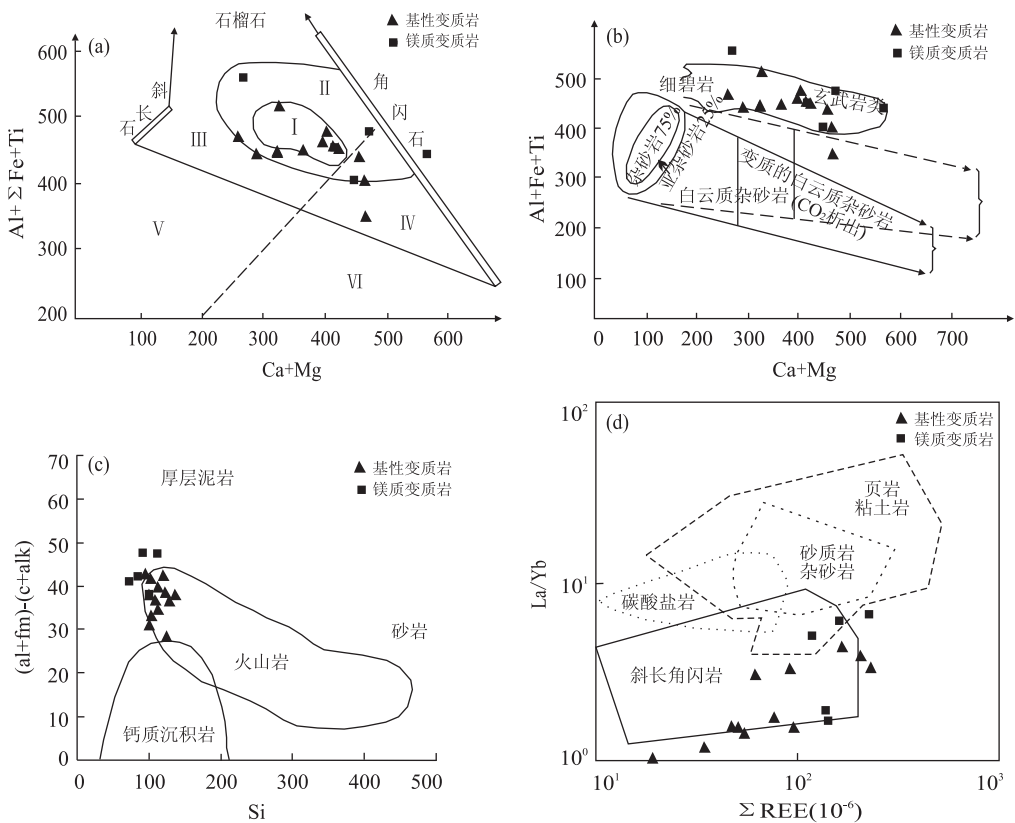 石榴石
(a)
▲ 基性变质岩
■ 镁质变质岩
600
500
400
300
200
Al+ΣFe+Ti
斜
长
石
角
闪
石
I
II
III
IV
V
VI
100
200
300
400
500
600
Ca+Mg
(b)
▲ 基性变质岩
■ 镁质变质岩
500
400
300
200
100
Al+Fe+Ti
细碧岩
玄武岩类
杂砂岩75%
亚杂砂岩25%
变质的白云质杂砂岩
(CO2析出)
白云质杂砂岩
0
100
200
300
400
500
600
700
Ca+Mg
(c)
▲ 基性变质岩
■ 镁质变质岩
70
60
50
40
30
20
10
0
(al+fm)-(c+alk)
厚层泥岩
砂岩
火山岩
钙质沉积岩
0
100
200
300
400
500
Si
(d)
▲ 基性变质岩
■ 镁质变质岩
10²
10¹
10⁰
La/Yb
页岩
粘土岩
砂质岩
杂砂岩
碳酸盐岩
斜长角闪岩
10¹
10²
10³
ΣREE(10⁻⁶)